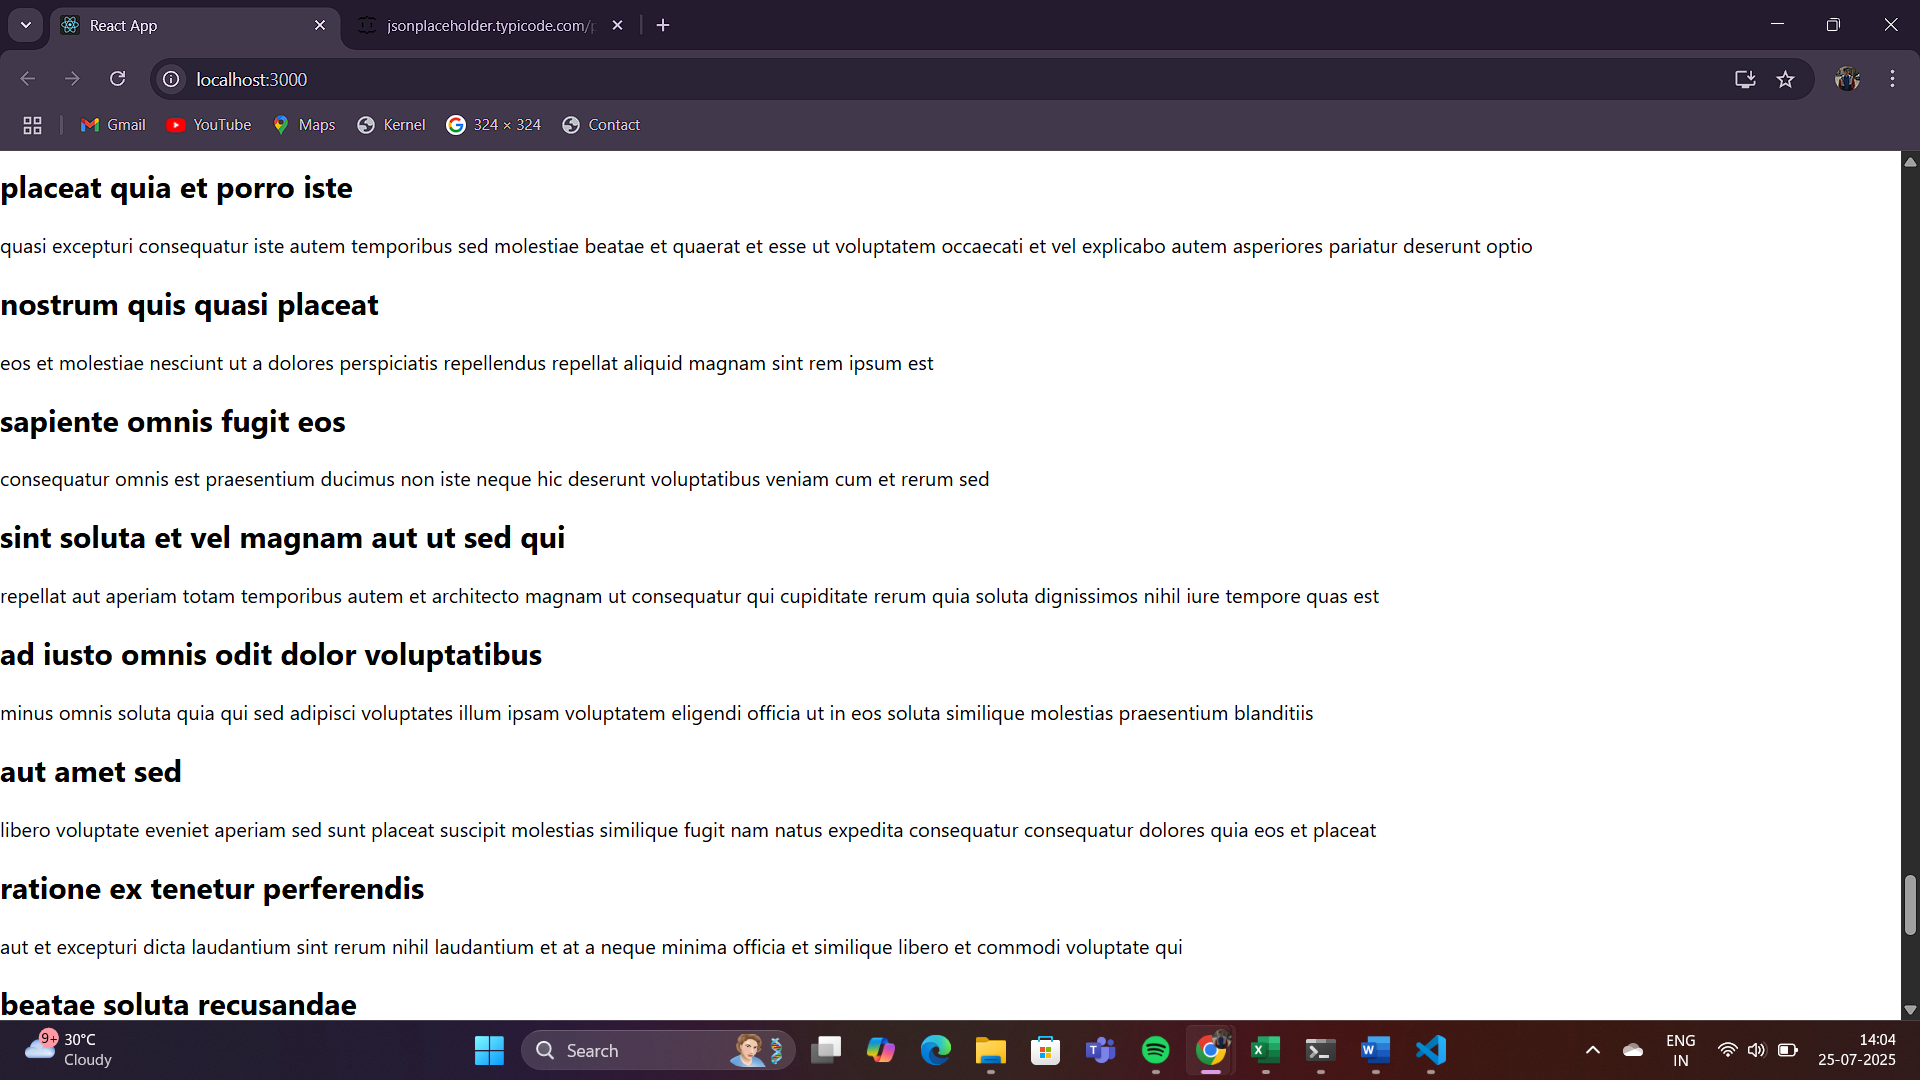 React App
jsonplaceholder.typicode.com/
localhost:3000
Gmail
YouTube
Maps
Kernel
324 × 324
Contact
placeat quia et porro iste
quasi excepturi consequatur iste autem temporibus sed molestiae beatae et quaerat et esse ut voluptatem occaecati et vel explicabo autem asperiores pariatur deserunt optio
nostrum quis quasi placeat
eos et molestiae nesciunt ut a dolores perspiciatis repellendus repellat aliquid magnam sint rem ipsum est
sapiente omnis fugit eos
consequatur omnis est praesentium ducimus non iste neque hic deserunt voluptatibus veniam cum et rerum sed
sint soluta et vel magnam aut ut sed qui
repellat aut aperiam totam temporibus autem et architecto magnam ut consequatur qui cupiditate rerum quia soluta dignissimos nihil iure tempore quas est
ad iusto omnis odit dolor voluptatibus
minus omnis soluta quia qui sed adipisci voluptates illum ipsam voluptatem eligendi officia ut in eos soluta similique molestias praesentium blanditiis
aut amet sed
libero voluptate eveniet aperiam sed sunt placeat suscipit molestias similique fugit nam natus expedita consequatur consequatur dolores quia eos et placeat
ratione ex tenetur perferendis
aut et excepturi dicta laudantium sint rerum nihil laudantium et at a neque minima officia et similique libero et commodi voluptate qui
beatae soluta recusandae
9+
30°C
Cloudy
Search
ENG
IN
14:04
25-07-2025